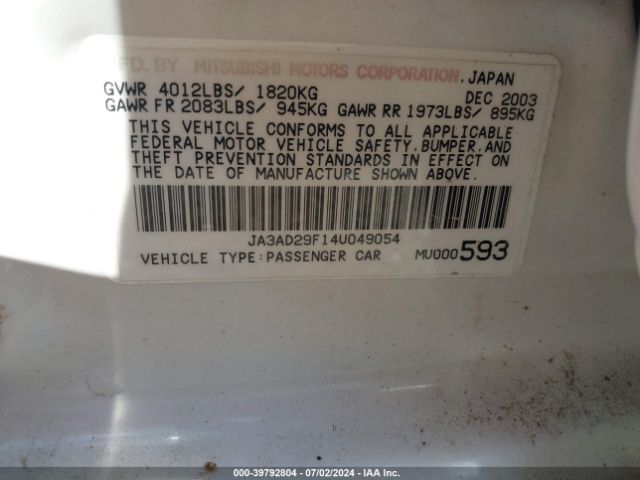 MFD. BY MITSUBISHI MOTORS CORPORATION, JAPAN
GVWR 4012LBS/ 1820KG DEC 2003
GAWR FR 2083LBS/ 945KG GAWR RR 1973LBS/ 895KG
THIS VEHICLE CONFORMS TO ALL APPLICABLE
FEDERAL MOTOR VEHICLE SAFETY, BUMPER, AND
THEFT PREVENTION STANDARDS IN EFFECT ON
THE DATE OF MANUFACTURE SHOWN ABOVE.
JA3AD29F14U049054
VEHICLE TYPE:PASSENGER CAR MU000593
000-39792804 - 07/02/2024 - IAAI.com